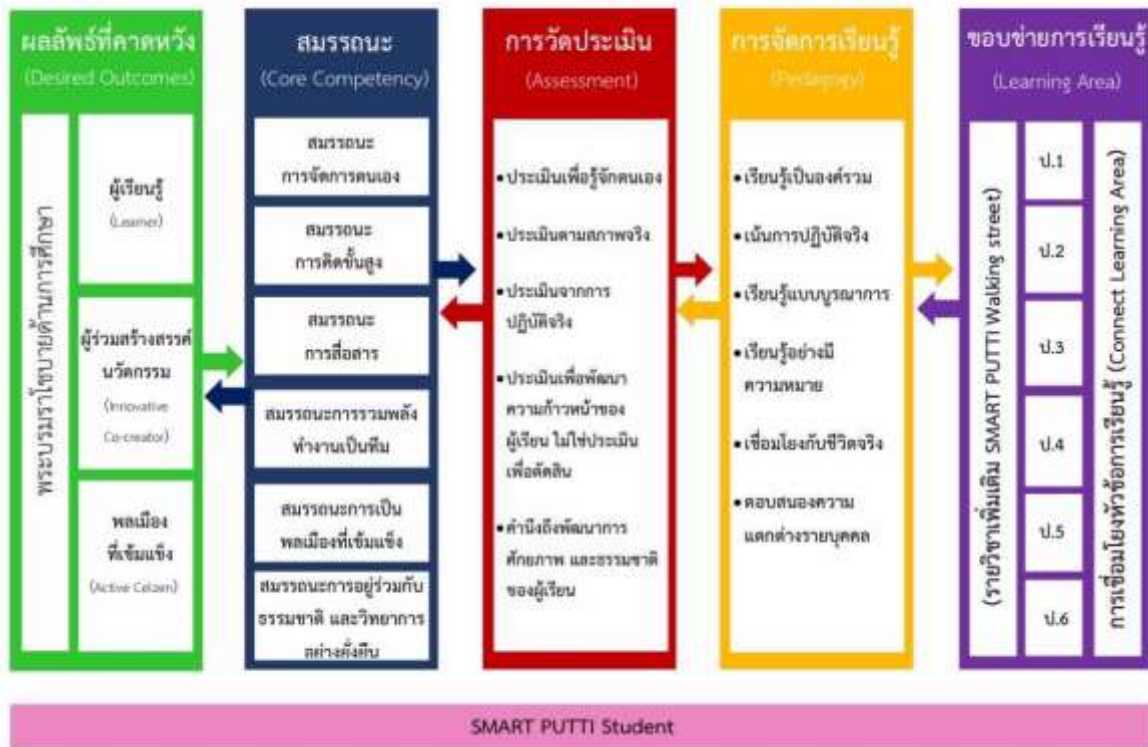 ผลลัพธ์ที่คาดหวัง
(Desired Outcomes)
พระบรมราโชบายด้านการศึกษา
ผู้เรียนรู้
(Learner)
ผู้ร่วมสร้างสรรค์
นวัตกรรม
(Innovative
Co-creator)
พลเมือง
ที่เข้มแข็ง
(Active Celzen)
สมรรถนะ
(Core Competency)
สมรรถนะ
การจัดการตนเอง
สมรรถนะ
การคิดขั้นสูง
สมรรถนะ
การสื่อสาร
สมรรถนะการรวมพลัง
ทำงานเป็นทีม
สมรรถนะการเป็น
พลเมืองที่เข้มแข็ง
สมรรถนะการอยู่ร่วมกับ
ธรรมชาติ และวิทยาการ
อย่างยั่งยืน
การวัดประเมิน
(Assessment)
•ประเมินเพื่อรู้จักตนเอง
•ประเมินตามสภาพจริง
•ประเมินจากการ
ปฏิบัติจริง
•ประเมินเพื่อพัฒนา
ความก้าวหน้าของ
ผู้เรียน ไม่ใช่ประเมิน
เพื่อตัดสิน
•คำนึงถึงพัฒนาการ
ศักยภาพ และธรรมชาติ
ของผู้เรียน
การจัดการเรียนรู้
(Pedagogy)
•เรียนรู้เป็นองค์รวม
•เน้นการปฏิบัติจริง
•เรียนรู้แบบบูรณาการ
•เรียนรู้อย่างมี
ความหมาย
•เชื่อมโยงกับชีวิตจริง
•ตอบสนองความ
แตกต่างรายบุคคล
ขอบข่ายการเรียนรู้
(Learning Area)
(รายวิชาเพิ่มเติม SMART PUTTI Walking street)
ป.1
ป.2
ป.3
ป.4
ป.5
ป.6
การเชื่อมโยงหัวข้อการเรียนรู้ (Connect Learning Area)
SMART PUTTI Student